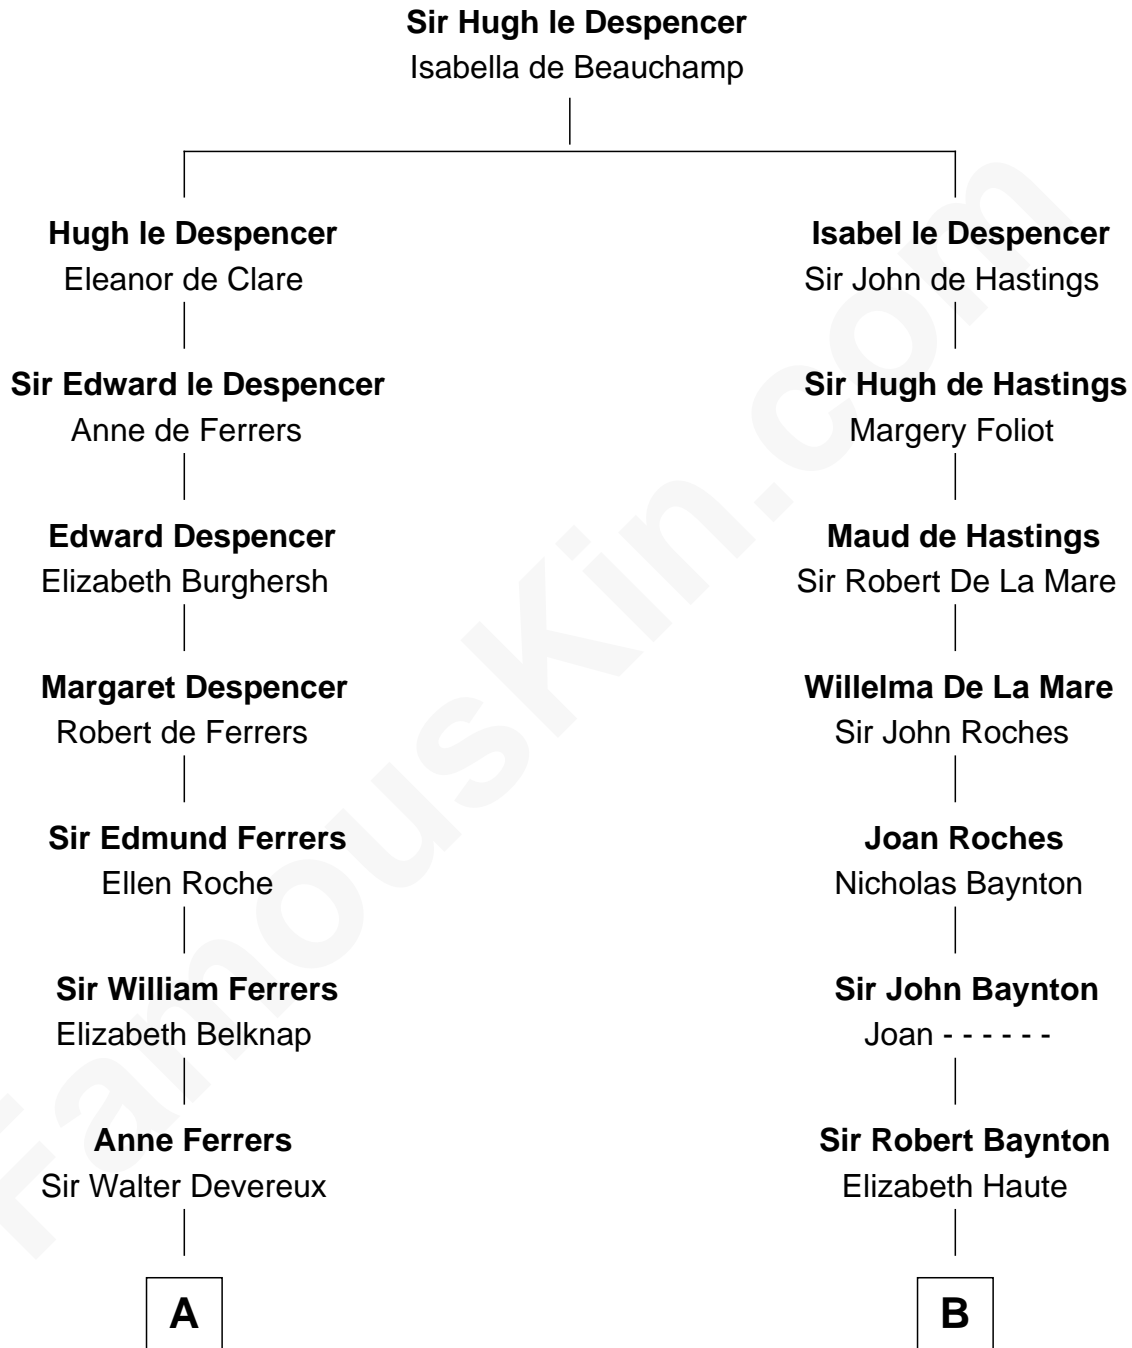 Sir Hugh le Despencer
Isabella de Beauchamp
Hugh le Despencer
Eleanor de Clare
Isabel le Despencer
Sir John de Hastings
Sir Edward le Despencer
Anne de Ferrers
Sir Hugh de Hastings
Margery Foliot
Edward Despencer
Elizabeth Burghersh
Maud de Hastings
Sir Robert De La Mare
Margaret Despencer
Robert de Ferrers
Willelma De La Mare
Sir John Roches
Sir Edmund Ferrers
Ellen Roche
Joan Roches
Nicholas Baynton
Sir William Ferrers
Elizabeth Belknap
Sir John Baynton
Joan - - - - - -
Anne Ferrers
Sir Walter Devereux
Sir Robert Baynton
Elizabeth Haute
A
B
FamousKin.com